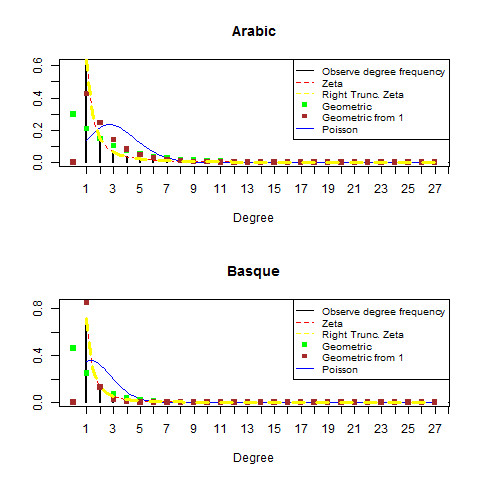 Arabic
0.0 0.2 0.4 0.6
Observe degree frequency
Zeta
Right Trunc. Zeta
Geometric
Geometric from 1
Poisson
1 3 5 7 9 11 13 15 17 19 21 23 25 27
Degree
Basque
0.0 0.4 0.8
Observe degree frequency
Zeta
Right Trunc. Zeta
Geometric
Geometric from 1
Poisson
1 3 5 7 9 11 13 15 17 19 21 23 25 27
Degree